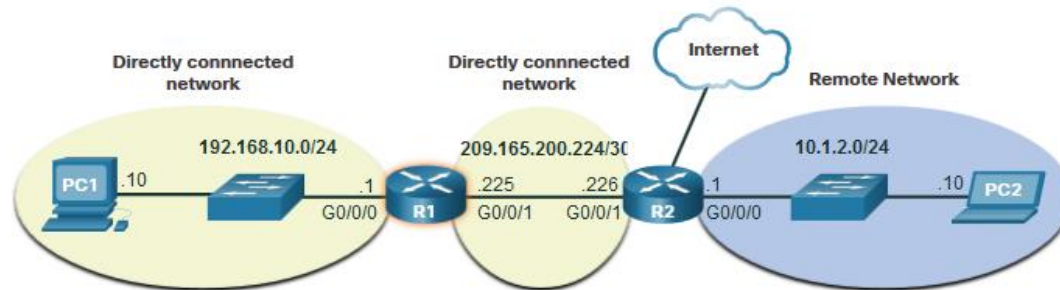 Internet
Directly connnected
network
Directly connnected
network
Remote Network
192.168.10.0/24
209.165.200.224/30
10.1.2.0/24
PC1
.10
.1
G0/0/0
R1
.225
G0/0/1
.226
G0/0/1
R2
.1
G0/0/0
.10
PC2